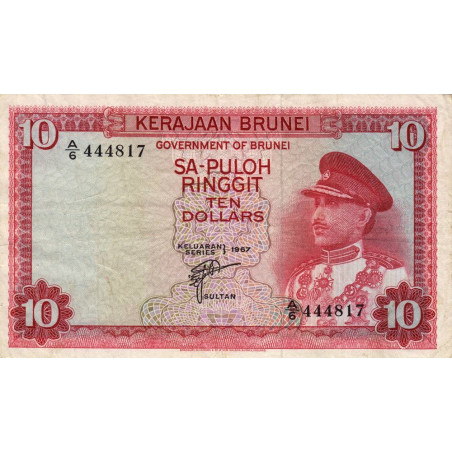 10
KERAJAAN BRUNEI
10
A/6 444817
GOVERNMENT OF BRUNEI
SA-PULOH
RINGGIT
TEN
DOLLARS
KELUARAN 1 1967
SERIES
SULTAN
10
A/6 444817
10